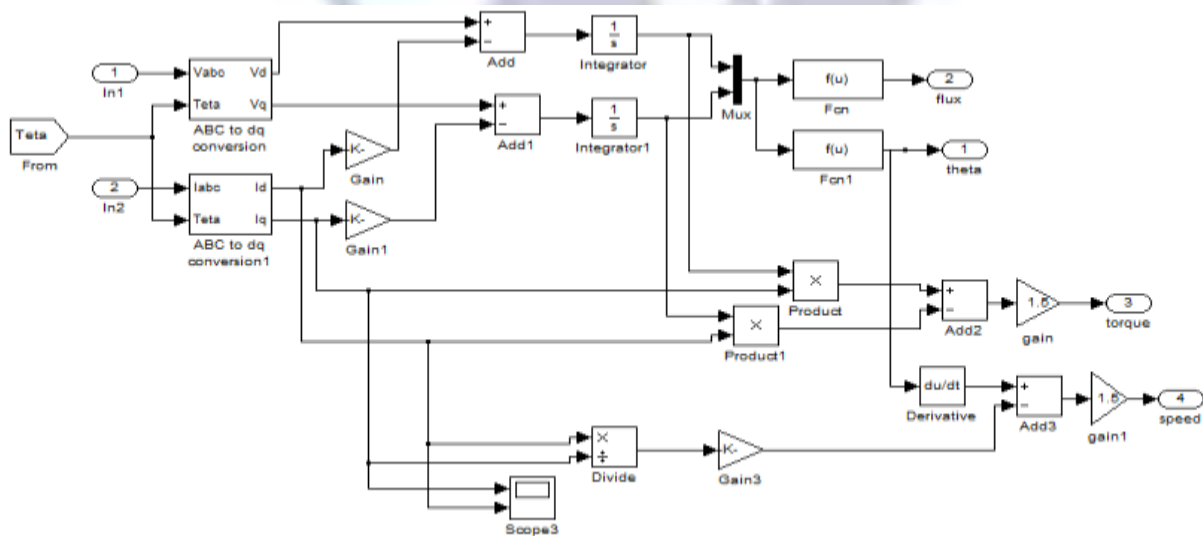 1
In1
Vabc Vd
Teta Vq
ABC to dq
conversion
Teta
From
2
In2
Iabc Id
Teta Iq
ABC to dq
conversion1
K-
Gain
K-
Gain1
+
−
Add
+
−
Add1
1
s
Integrator
1
s
Integrator1
Mux
f(u)
Fcn
2
flux
f(u)
Fcn1
1
theta
×
Product
×
Product1
+
−
Add2
1.5
gain
3
torque
du/dt
Derivative
+
−
Add3
1.5
gain1
4
speed
×
÷
Divide
K-
Gain3
Scope3